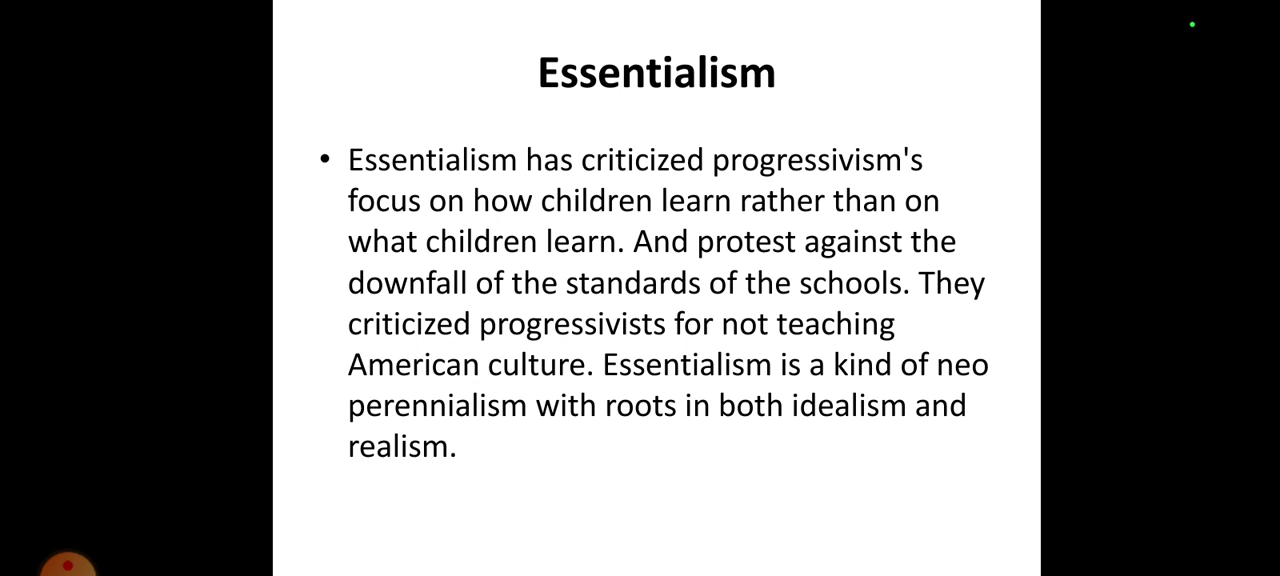 Essentialism
• Essentialism has criticized progressivism's
focus on how children learn rather than on
what children learn. And protest against the
downfall of the standards of the schools. They
criticized progressivists for not teaching
American culture. Essentialism is a kind of neo
perennialism with roots in both idealism and
realism.